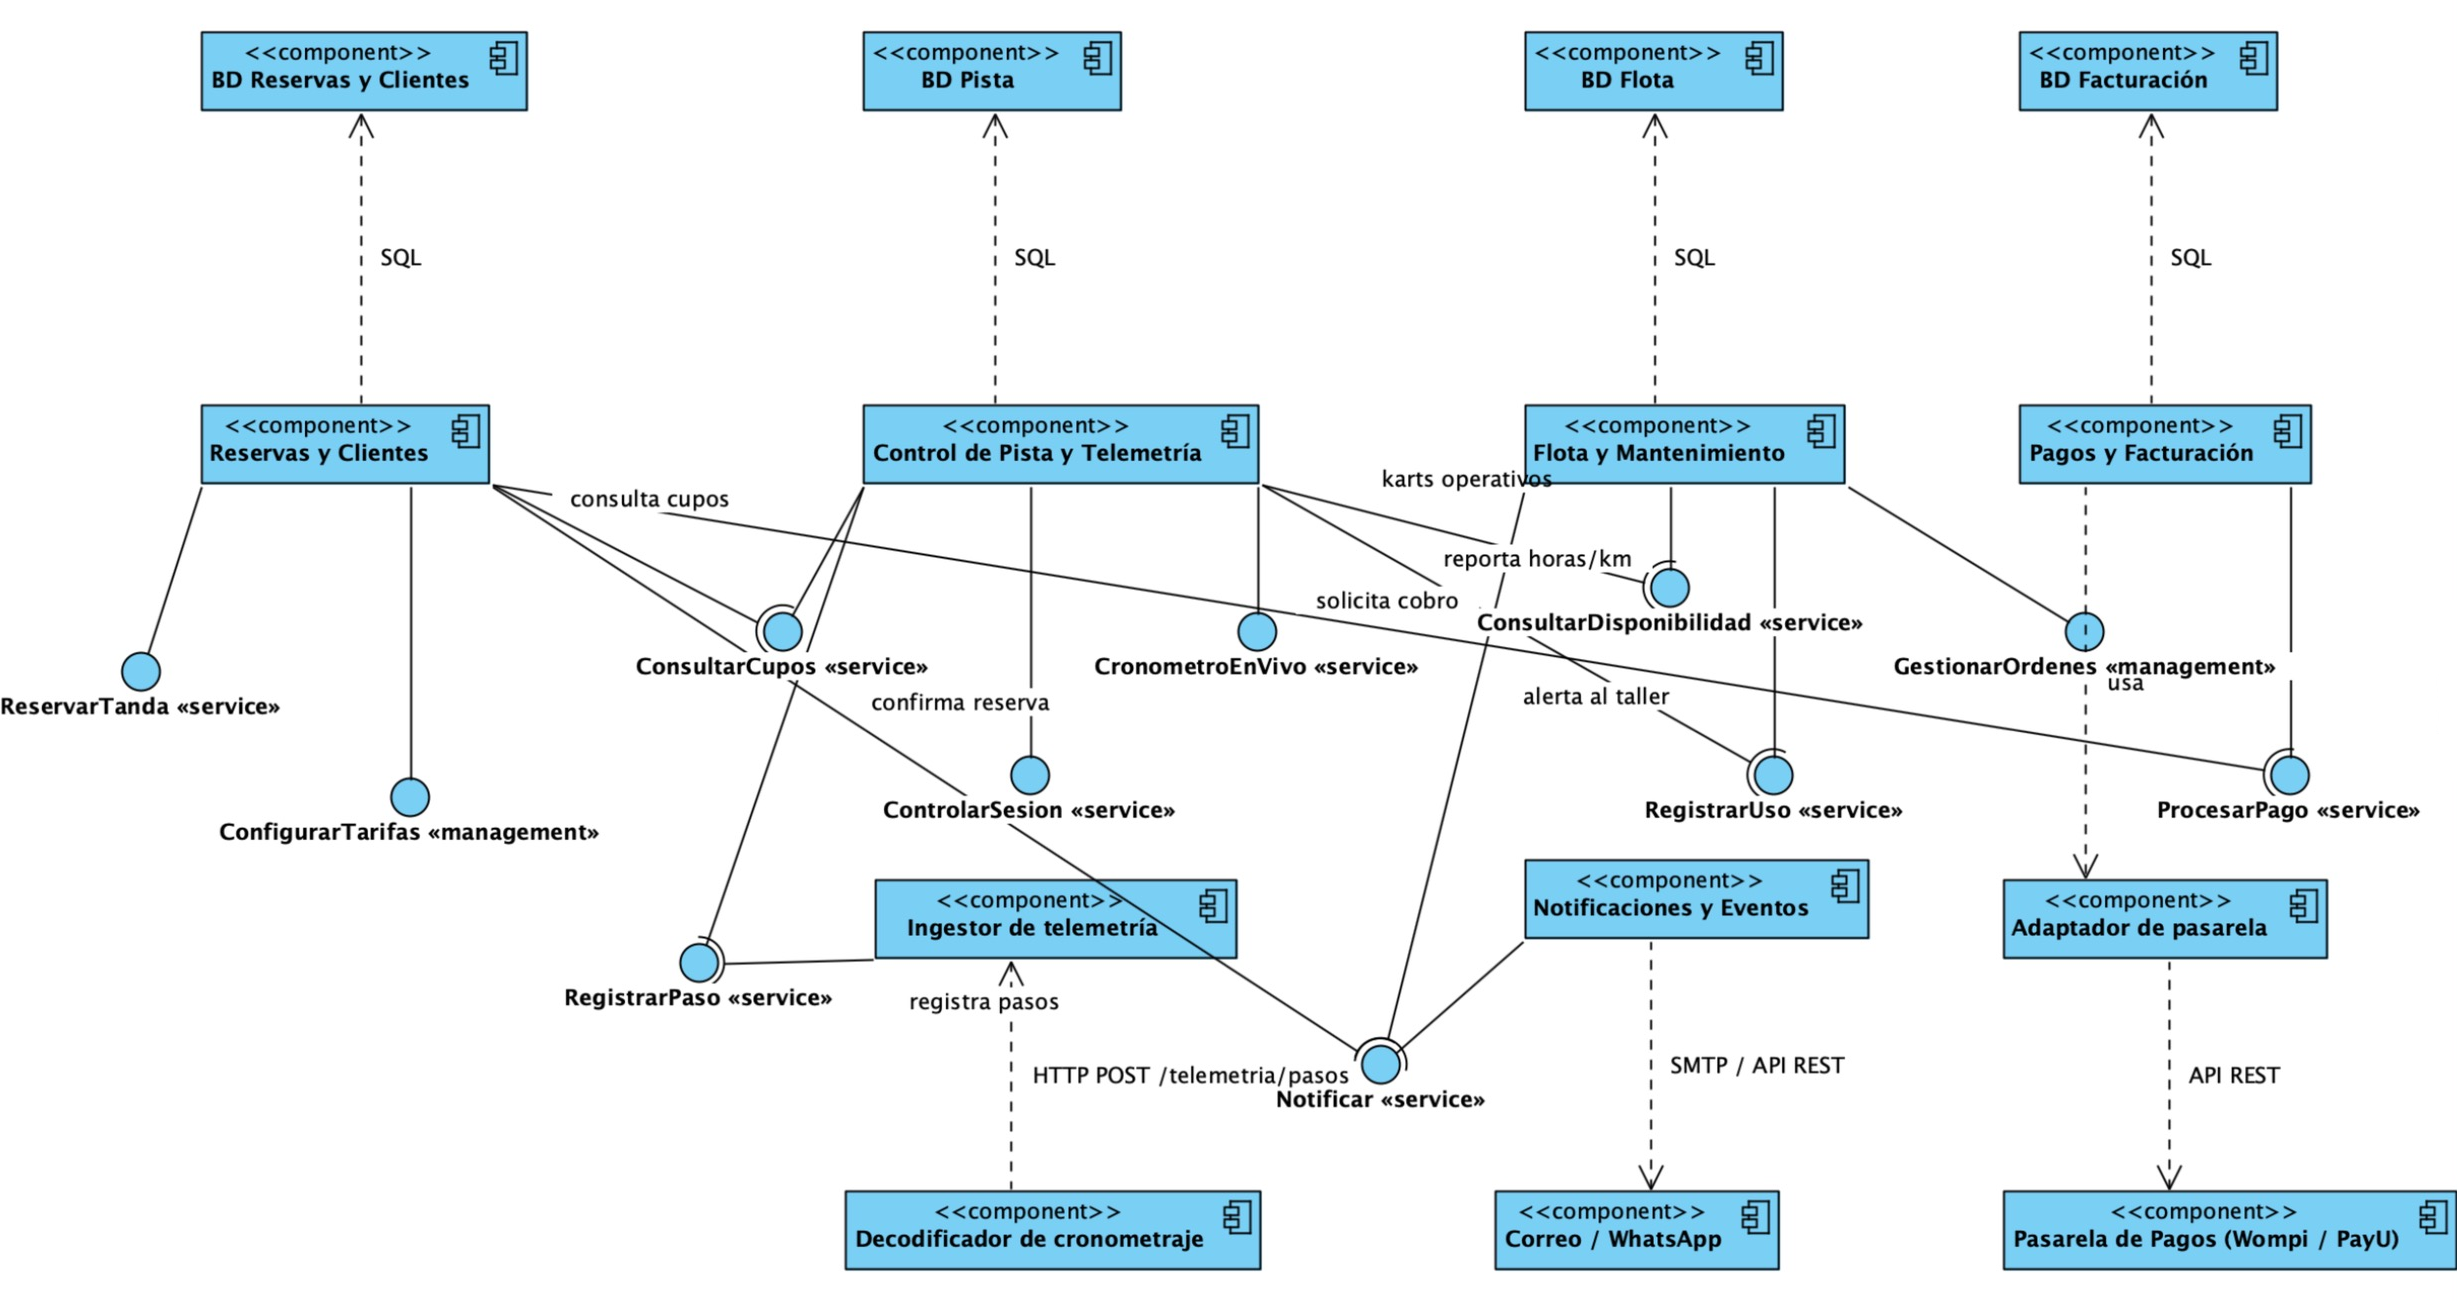 <<component>>
BD Reservas y Clientes
<<component>>
BD Pista
<<component>>
BD Flota
<<component>>
BD Facturación
SQL
SQL
SQL
SQL
<<component>>
Reservas y Clientes
<<component>>
Control de Pista y Telemetría
<<component>>
Flota y Mantenimiento
<<component>>
Pagos y Facturación
karts operativos
consulta cupos
reporta horas/km
solicita cobro
ConsultarDisponibilidad «service»
ConsultarCupos «service»
CronometroEnVivo «service»
GestionarOrdenes «management»
usa
ReservarTanda «service»
confirma reserva
alerta al taller
ControlarSesion «service»
RegistrarUso «service»
ProcesarPago «service»
ConfigurarTarifas «management»
<<component>>
Ingestor de telemetría
<<component>>
Notificaciones y Eventos
<<component>>
Adaptador de pasarela
RegistrarPaso «service»
registra pasos
HTTP POST /telemetria/pasos
Notificar «service»
SMTP / API REST
API REST
<<component>>
Decodificador de cronometraje
<<component>>
Correo / WhatsApp
<<component>>
Pasarela de Pagos (Wompi / PayU)